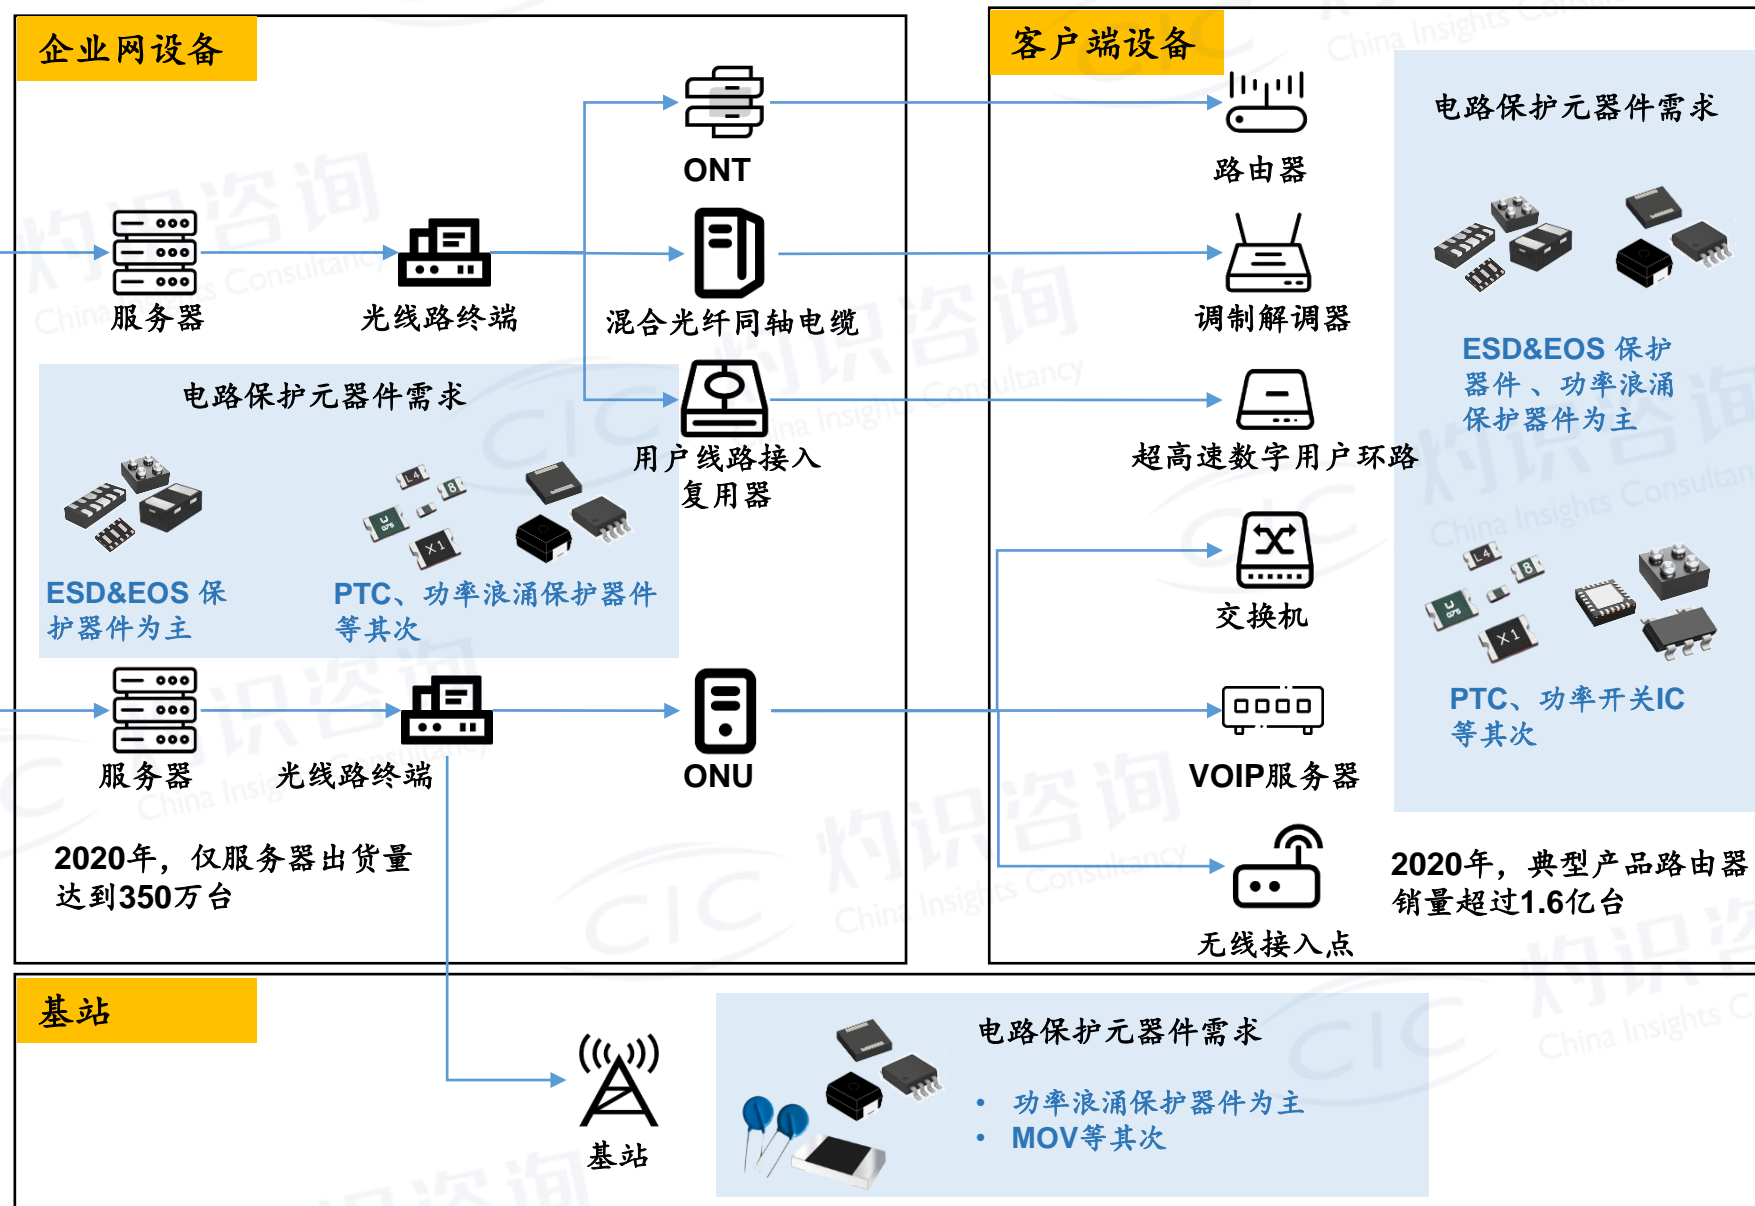 企业网设备
ONT
服务器
光线路终端
混合光纤同轴电缆
用户线路接入
复用器
电路保护元器件需求
ESD&EOS 保
护器件为主
PTC、功率浪涌保护器件
等其次
服务器
光线路终端
ONU
2020年，仅服务器出货量
达到350万台
客户端设备
路由器
调制解调器
超高速数字用户环路
交换机
VOIP服务器
无线接入点
电路保护元器件需求
ESD&EOS 保护
器件 、功率浪涌
保护器件为主
PTC、功率开关IC
等其次
2020年，典型产品路由器
销量超过1.6亿台
基站
基站
电路保护元器件需求
• 功率浪涌保护器件为主
• MOV等其次
灼识咨询
China Insights Consultancy
CIC